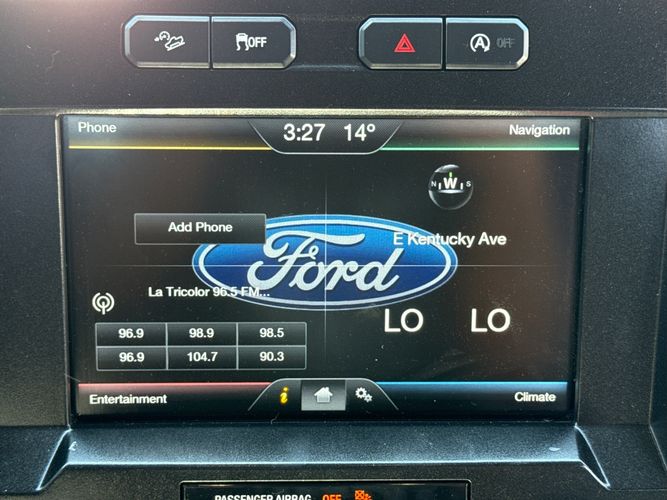 OFF
A OFF
Phone
3:27 14°
Navigation
N W S
Add Phone
E Kentucky Ave
Ford
La Tricolor 96.5 FM...
LO LO
96.9 98.9 98.5
96.9 104.7 90.3
Entertainment
i
Climate
PASSENGER AIRBAG OFF